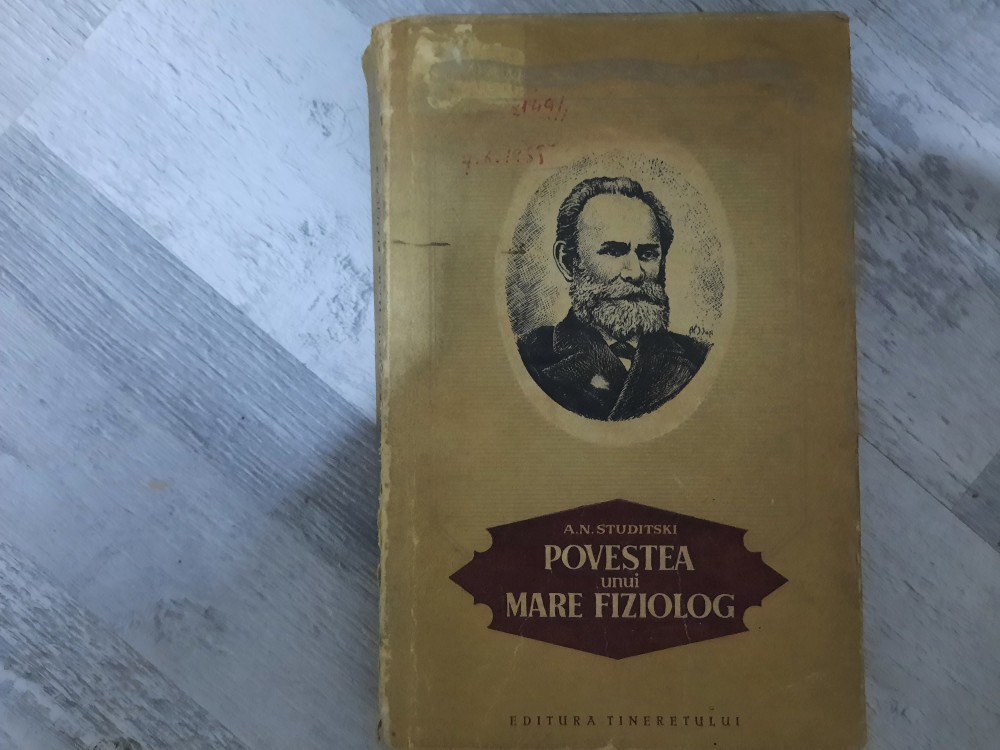 A.N. STUDITSKI
POVESTEA
unui
MARE FIZIOLOG
EDITURA TINERETULUI